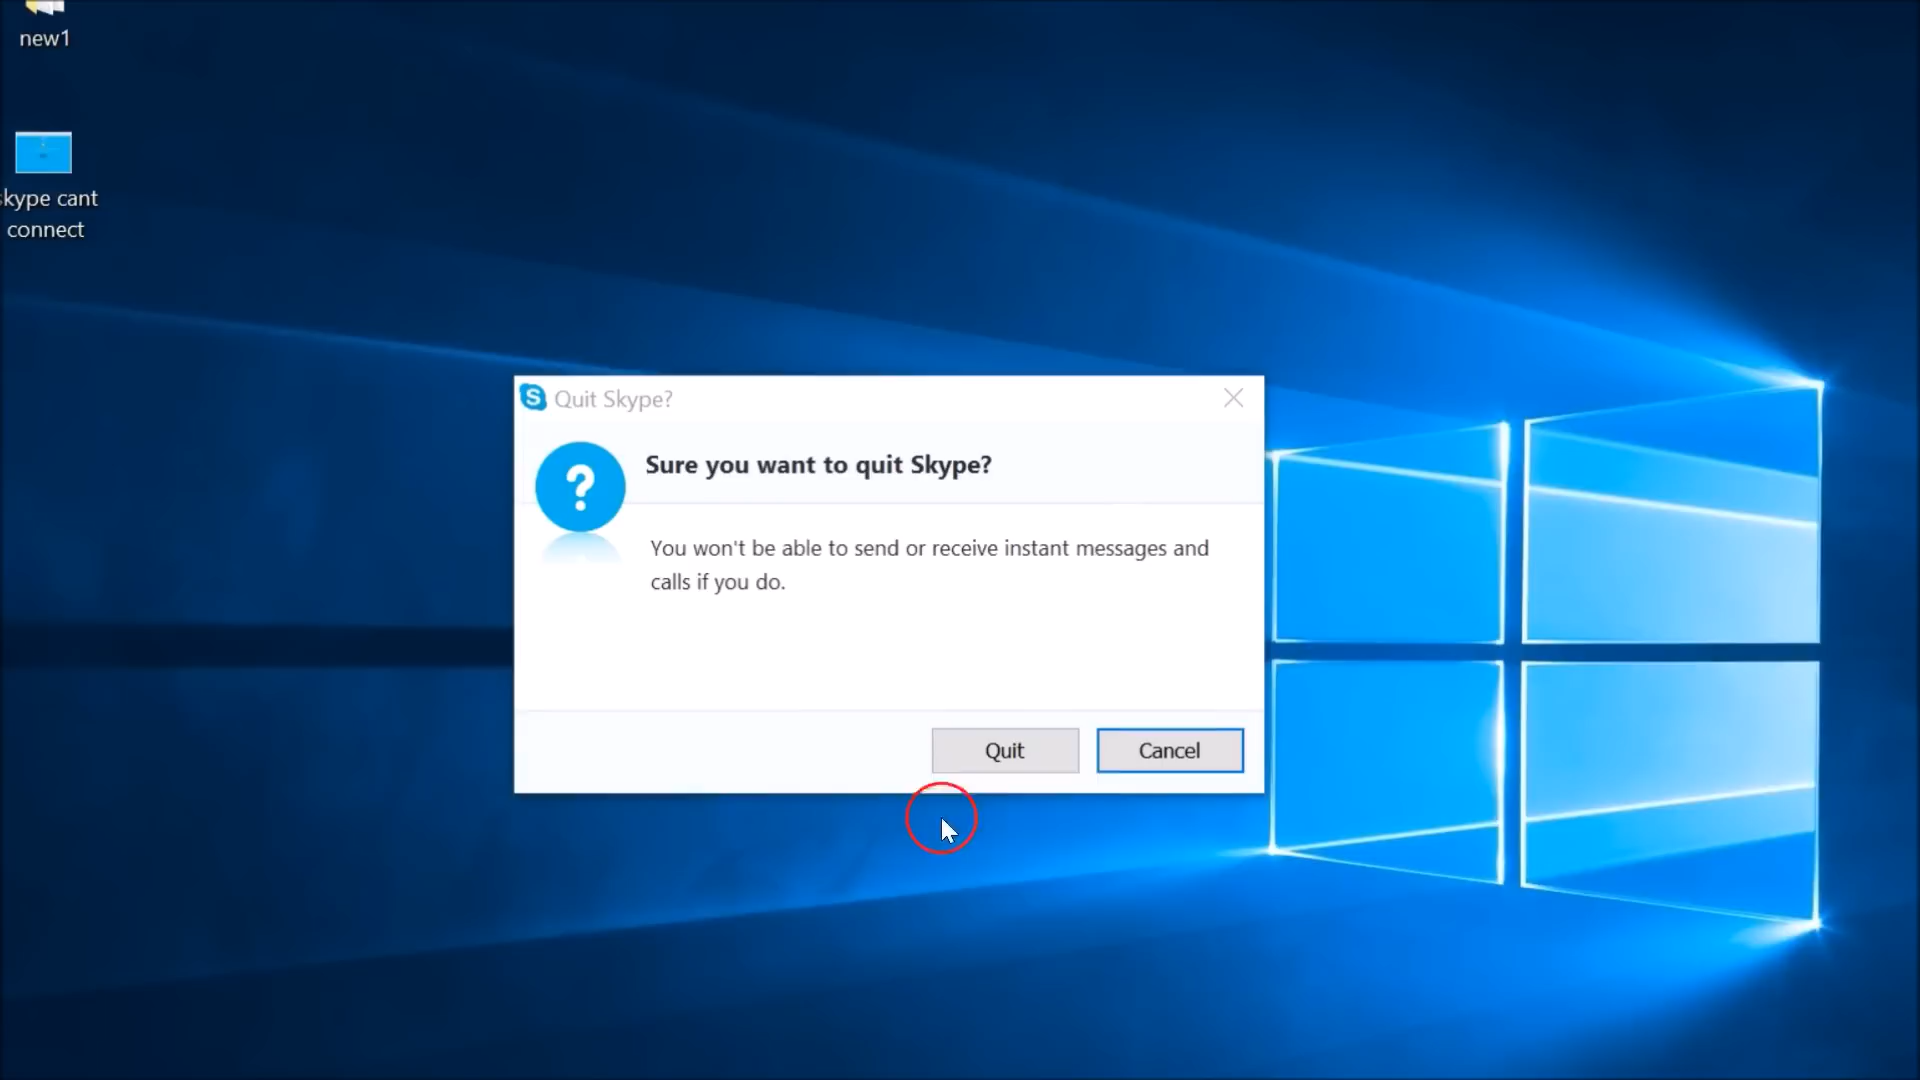 new1
skype cant
connect
Quit Skype?
Sure you want to quit Skype?
You won't be able to send or receive instant messages and
calls if you do.
Quit
Cancel